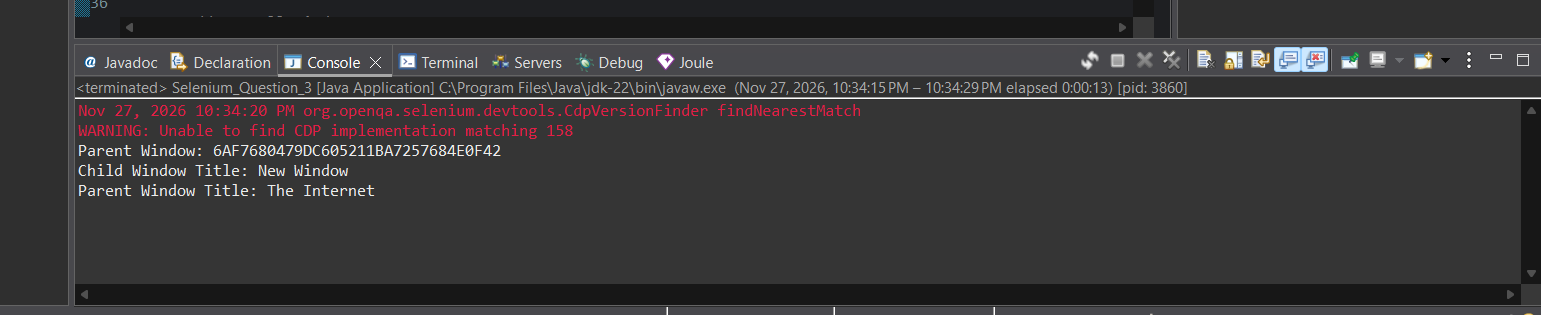 36
@ Javadoc Declaration Console Terminal Servers Debug Joule
<terminated> Selenium_Question_3 [Java Application] C:\Program Files\Java\jdk-22\bin\javaw.exe (Nov 27, 2026, 10:34:15 PM – 10:34:29 PM elapsed 0:00:13) [pid: 3860]
Nov 27, 2026 10:34:20 PM org.openqa.selenium.devtools.CdpVersionFinder findNearestMatch
WARNING: Unable to find CDP implementation matching 158
Parent Window: 6AF7680479DC605211BA7257684E0F42
Child Window Title: New Window
Parent Window Title: The Internet